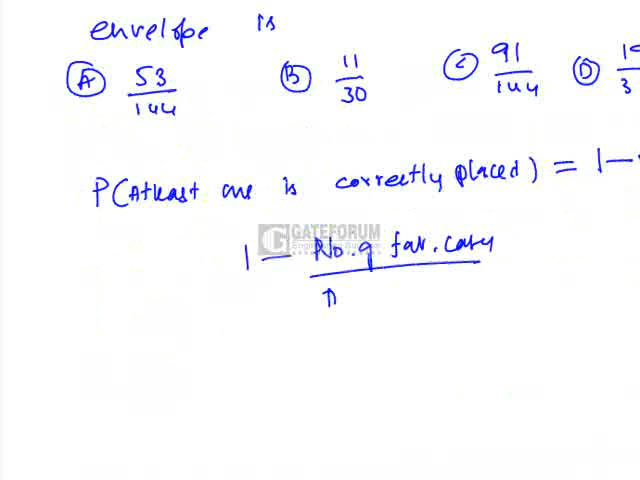 envelope is
(A) 53/144 (B) 11/30 (C) 91/144 (D)
P(Atleast one is correctly placed) = 1 -
GATEFORUM
1 - No. of fav. cases